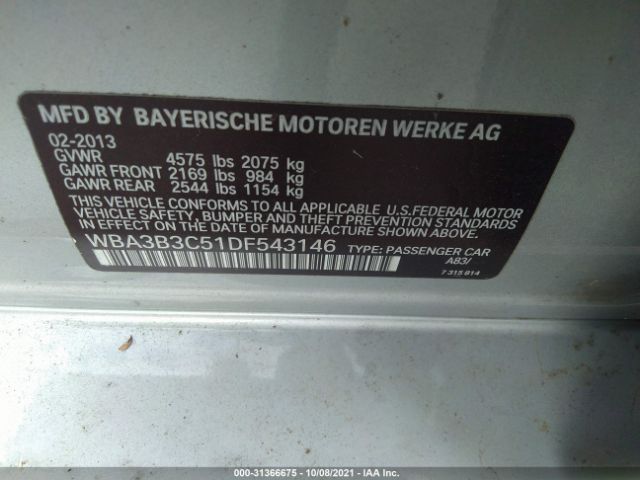 MFD BY BAYERISCHE MOTOREN WERKE AG
02-2013
GVWR 4575 lbs 2075 kg
GAWR FRONT 2169 lbs 984 kg
GAWR REAR 2544 lbs 1154 kg
THIS VEHICLE CONFORMS TO ALL APPLICABLE U.S.FEDERAL MOTOR
VEHICLE SAFETY, BUMPER AND THEFT PREVENTION STANDARDS
IN EFFECT ON THE DATE OF MANUFACTURE SHOWN ABOVE.
WBA3B3C51DF543146 TYPE: PASSENGER CAR
A83/
7 315 814
000-31366675 - 10/08/2021 - IAA Inc.